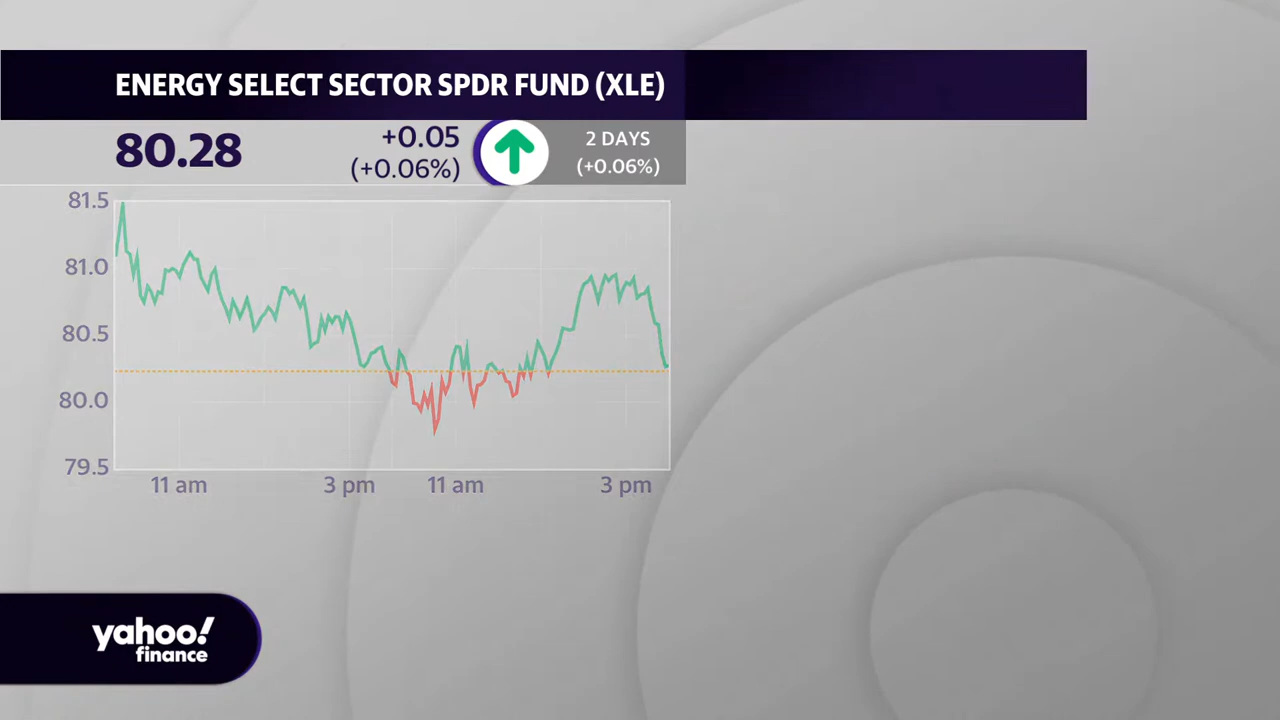 ENERGY SELECT SECTOR SPDR FUND (XLE)
80.28
+0.05
(+0.06%)
2 DAYS
(+0.06%)
81.5
81.0
80.5
80.0
79.5
11 am
3 pm
11 am
3 pm
yahoo!
finance